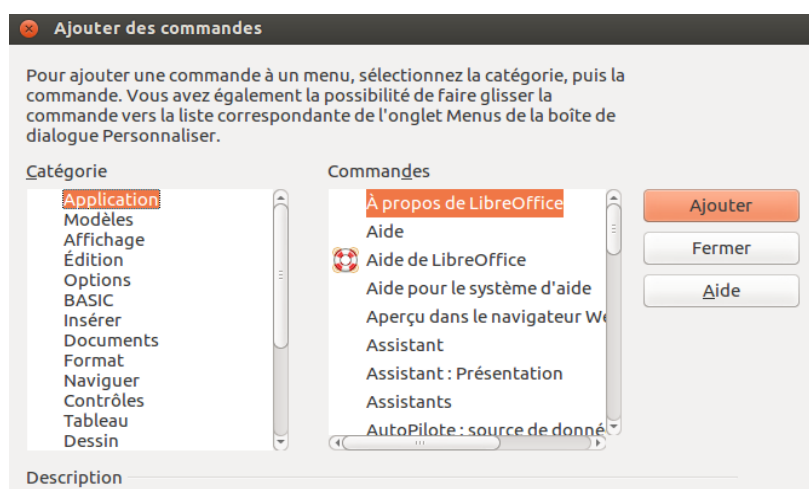 Ajouter des commandes
Pour ajouter une commande à un menu, sélectionnez la catégorie, puis la
commande. Vous avez également la possibilité de faire glisser la
commande vers la liste correspondante de l'onglet Menus de la boîte de
dialogue Personnaliser.
Catégorie
Application
Modèles
Affichage
Édition
Options
BASIC
Insérer
Documents
Format
Naviguer
Contrôles
Tableau
Dessin
Commandes
À propos de LibreOffice
Aide
Aide de LibreOffice
Aide pour le système d'aide
Aperçu dans le navigateur We
Assistant
Assistant : Présentation
Assistants
AutoPilote : source de donné
Ajouter
Fermer
Aide
Description